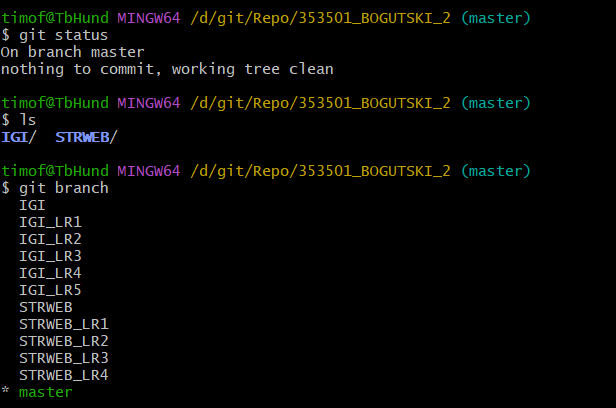 timof@TbHund MINGW64 /d/git/Repo/353501_BOGUTSKI_2 (master)
$ git status
On branch master
nothing to commit, working tree clean
timof@TbHund MINGW64 /d/git/Repo/353501_BOGUTSKI_2 (master)
$ ls
IGI/  STRWEB/
timof@TbHund MINGW64 /d/git/Repo/353501_BOGUTSKI_2 (master)
$ git branch
  IGI
  IGI_LR1
  IGI_LR2
  IGI_LR3
  IGI_LR4
  IGI_LR5
  STRWEB
  STRWEB_LR1
  STRWEB_LR2
  STRWEB_LR3
  STRWEB_LR4
* master